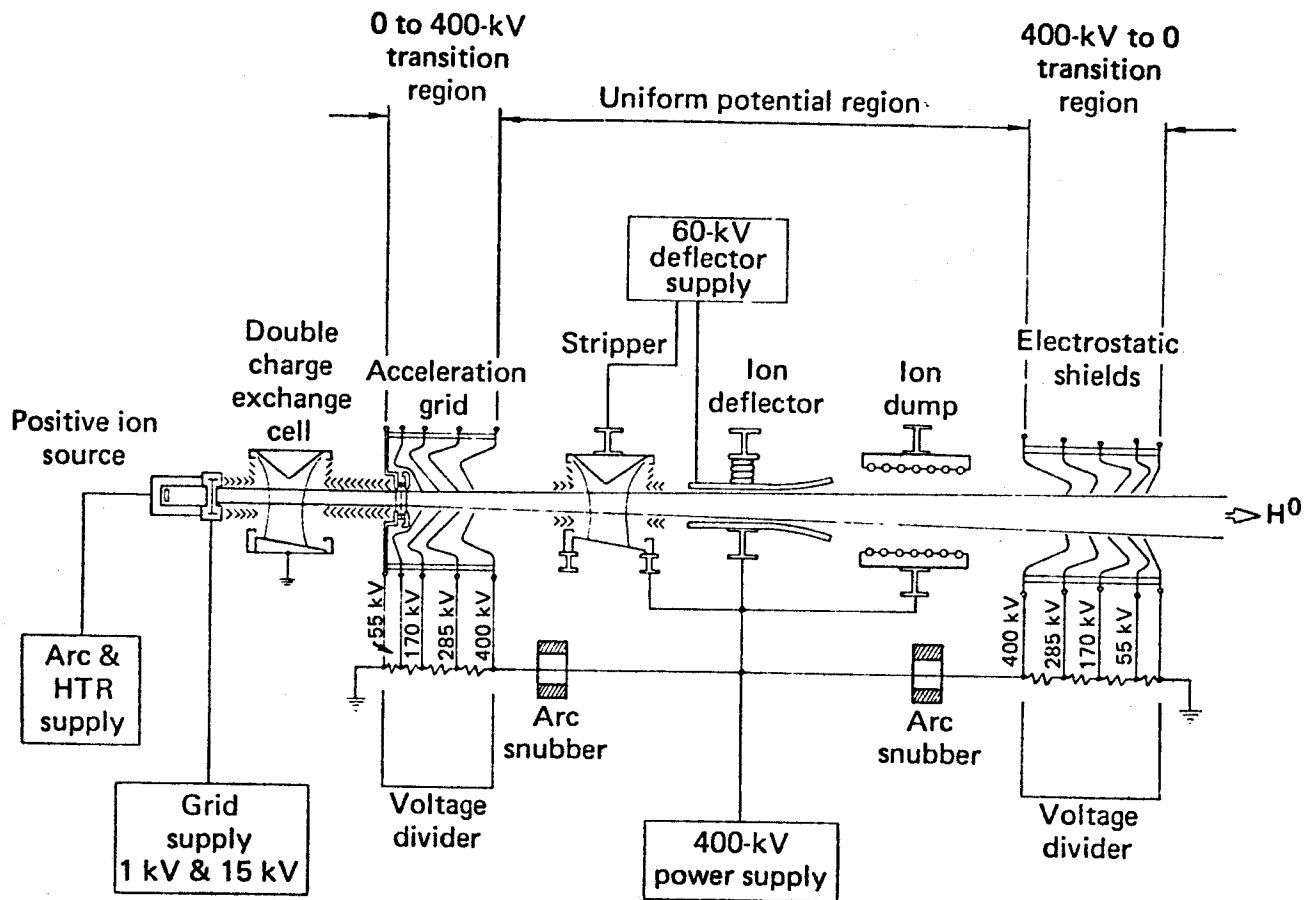 0 to 400-kV
transition
region
400-kV to 0
transition
region
Uniform potential region
60-kV
deflector
supply
Double
charge
exchange
cell
Acceleration
grid
Stripper
Ion
deflector
Ion
dump
Electrostatic
shields
Positive ion
source
H⁰
55 kV
170 kV
285 kV
400 kV
400 kV
285 kV
170 kV
55 kV
Arc &
HTR
supply
Arc
snubber
Arc
snubber
Grid
supply
1 kV & 15 kV
Voltage
divider
400-kV
power supply
Voltage
divider